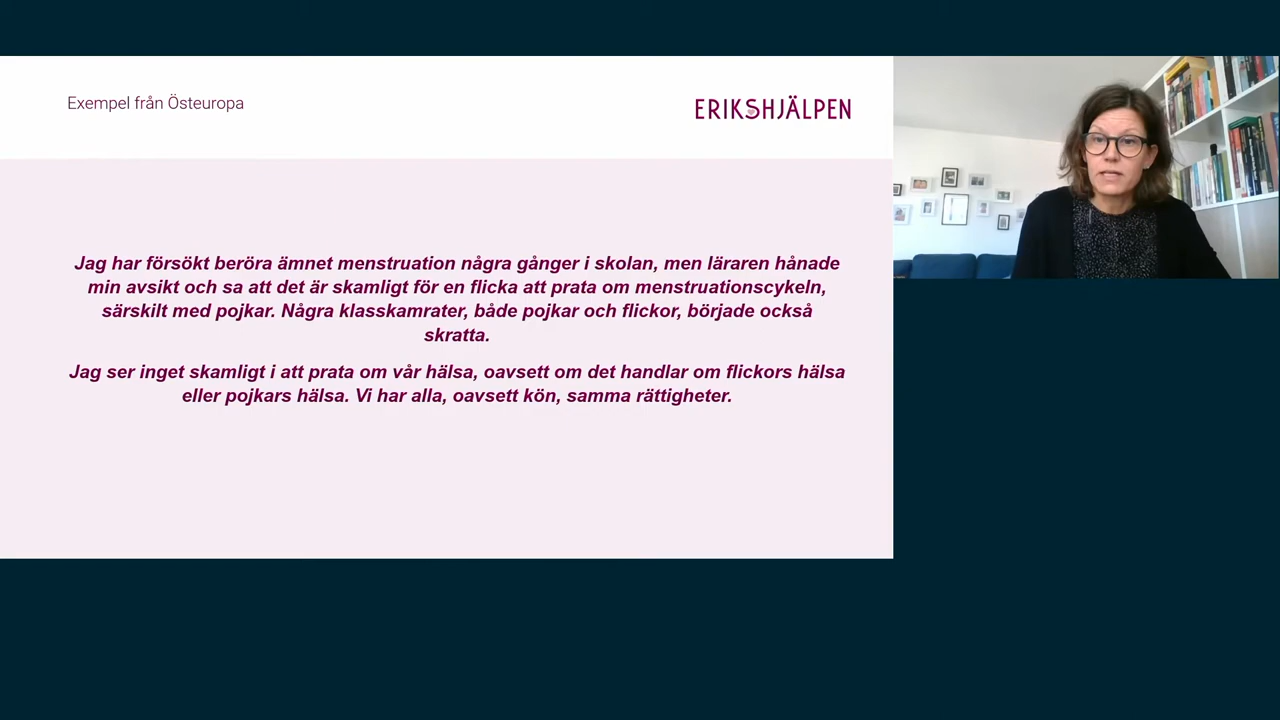 Exempel från Östeuropa
ERIKSHJÄLPEN
Jag har försökt beröra ämnet menstruation några gånger i skolan, men läraren hånade
min avsikt och sa att det är skamligt för en flicka att prata om menstruationscykeln,
särskilt med pojkar. Några klasskamrater, både pojkar och flickor, började också
skratta.
Jag ser inget skamligt i att prata om vår hälsa, oavsett om det handlar om flickors hälsa
eller pojkars hälsa. Vi har alla, oavsett kön, samma rättigheter.